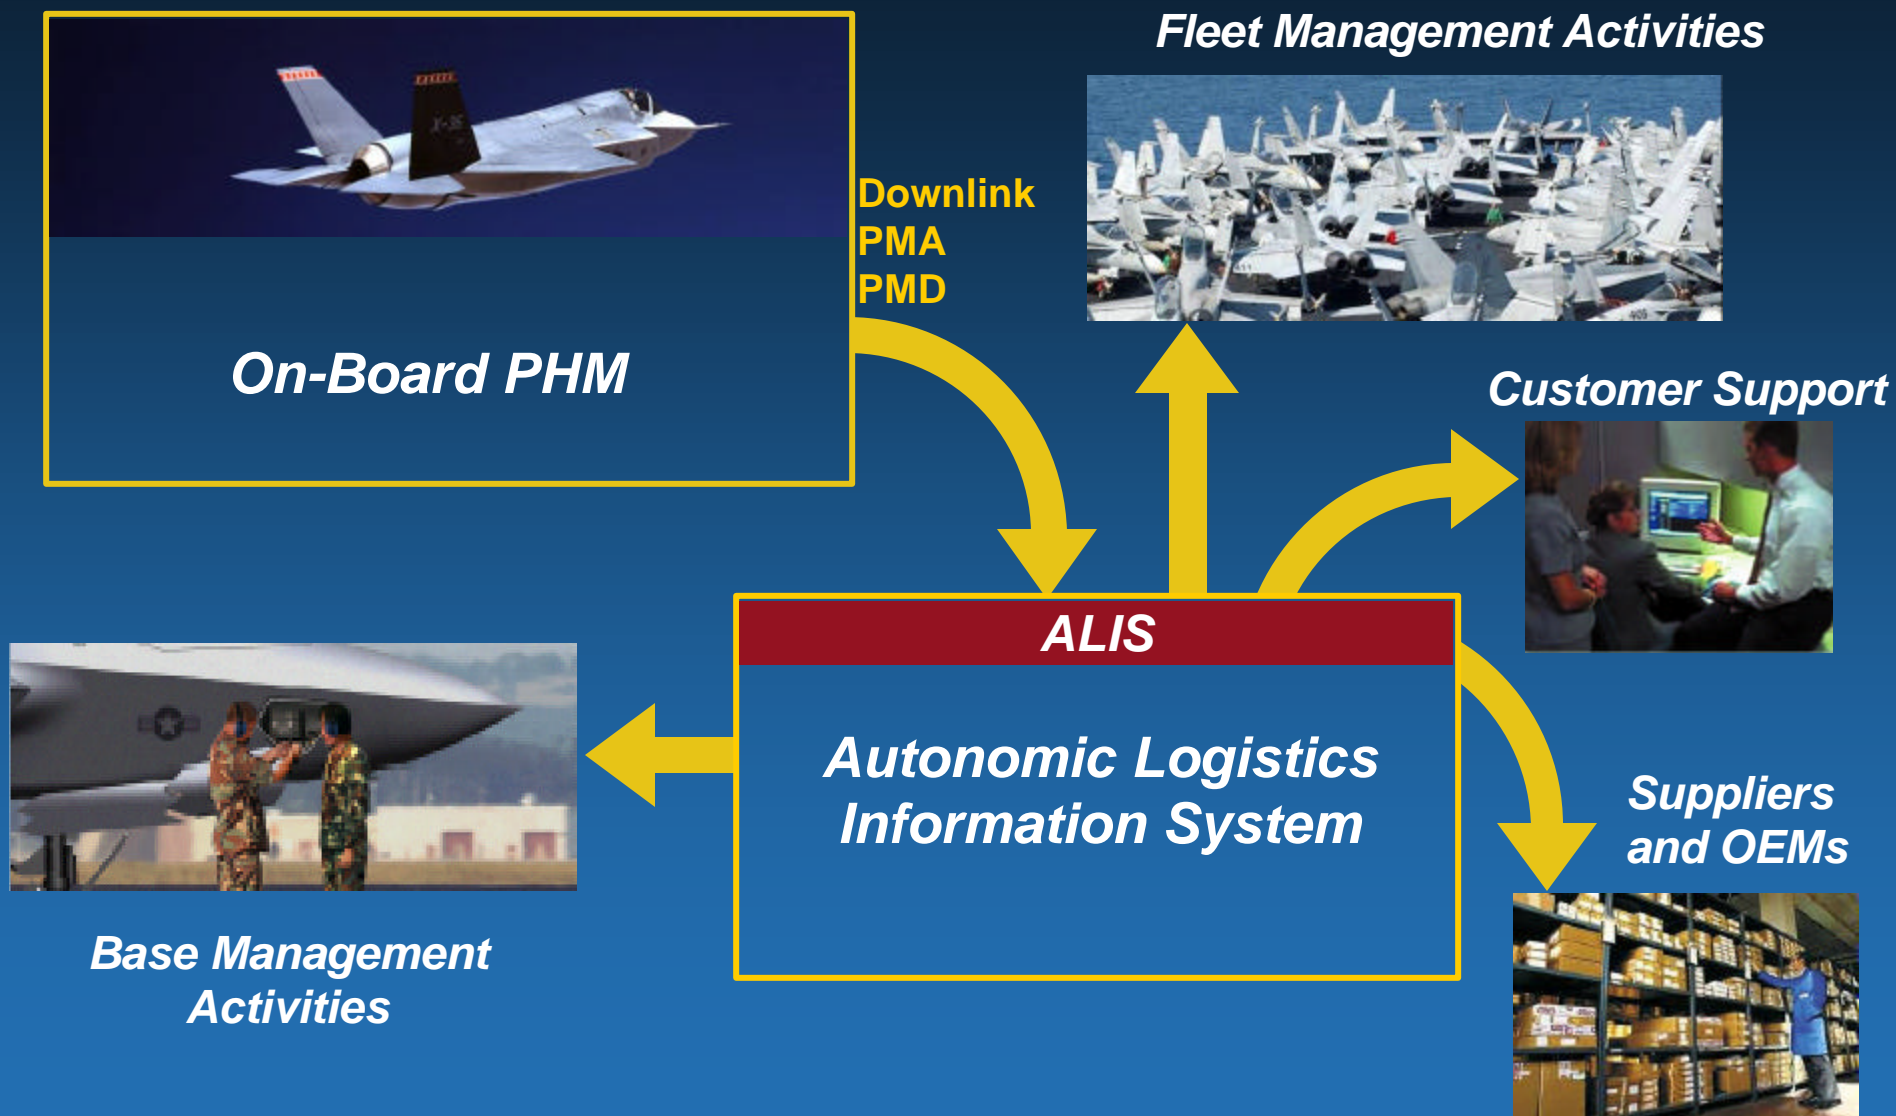 Fleet Management Activities
X-35
Downlink
PMA
PMD
On-Board PHM
Customer Support
ALIS
Autonomic Logistics
Information System
Suppliers
and OEMs
Base Management
Activities